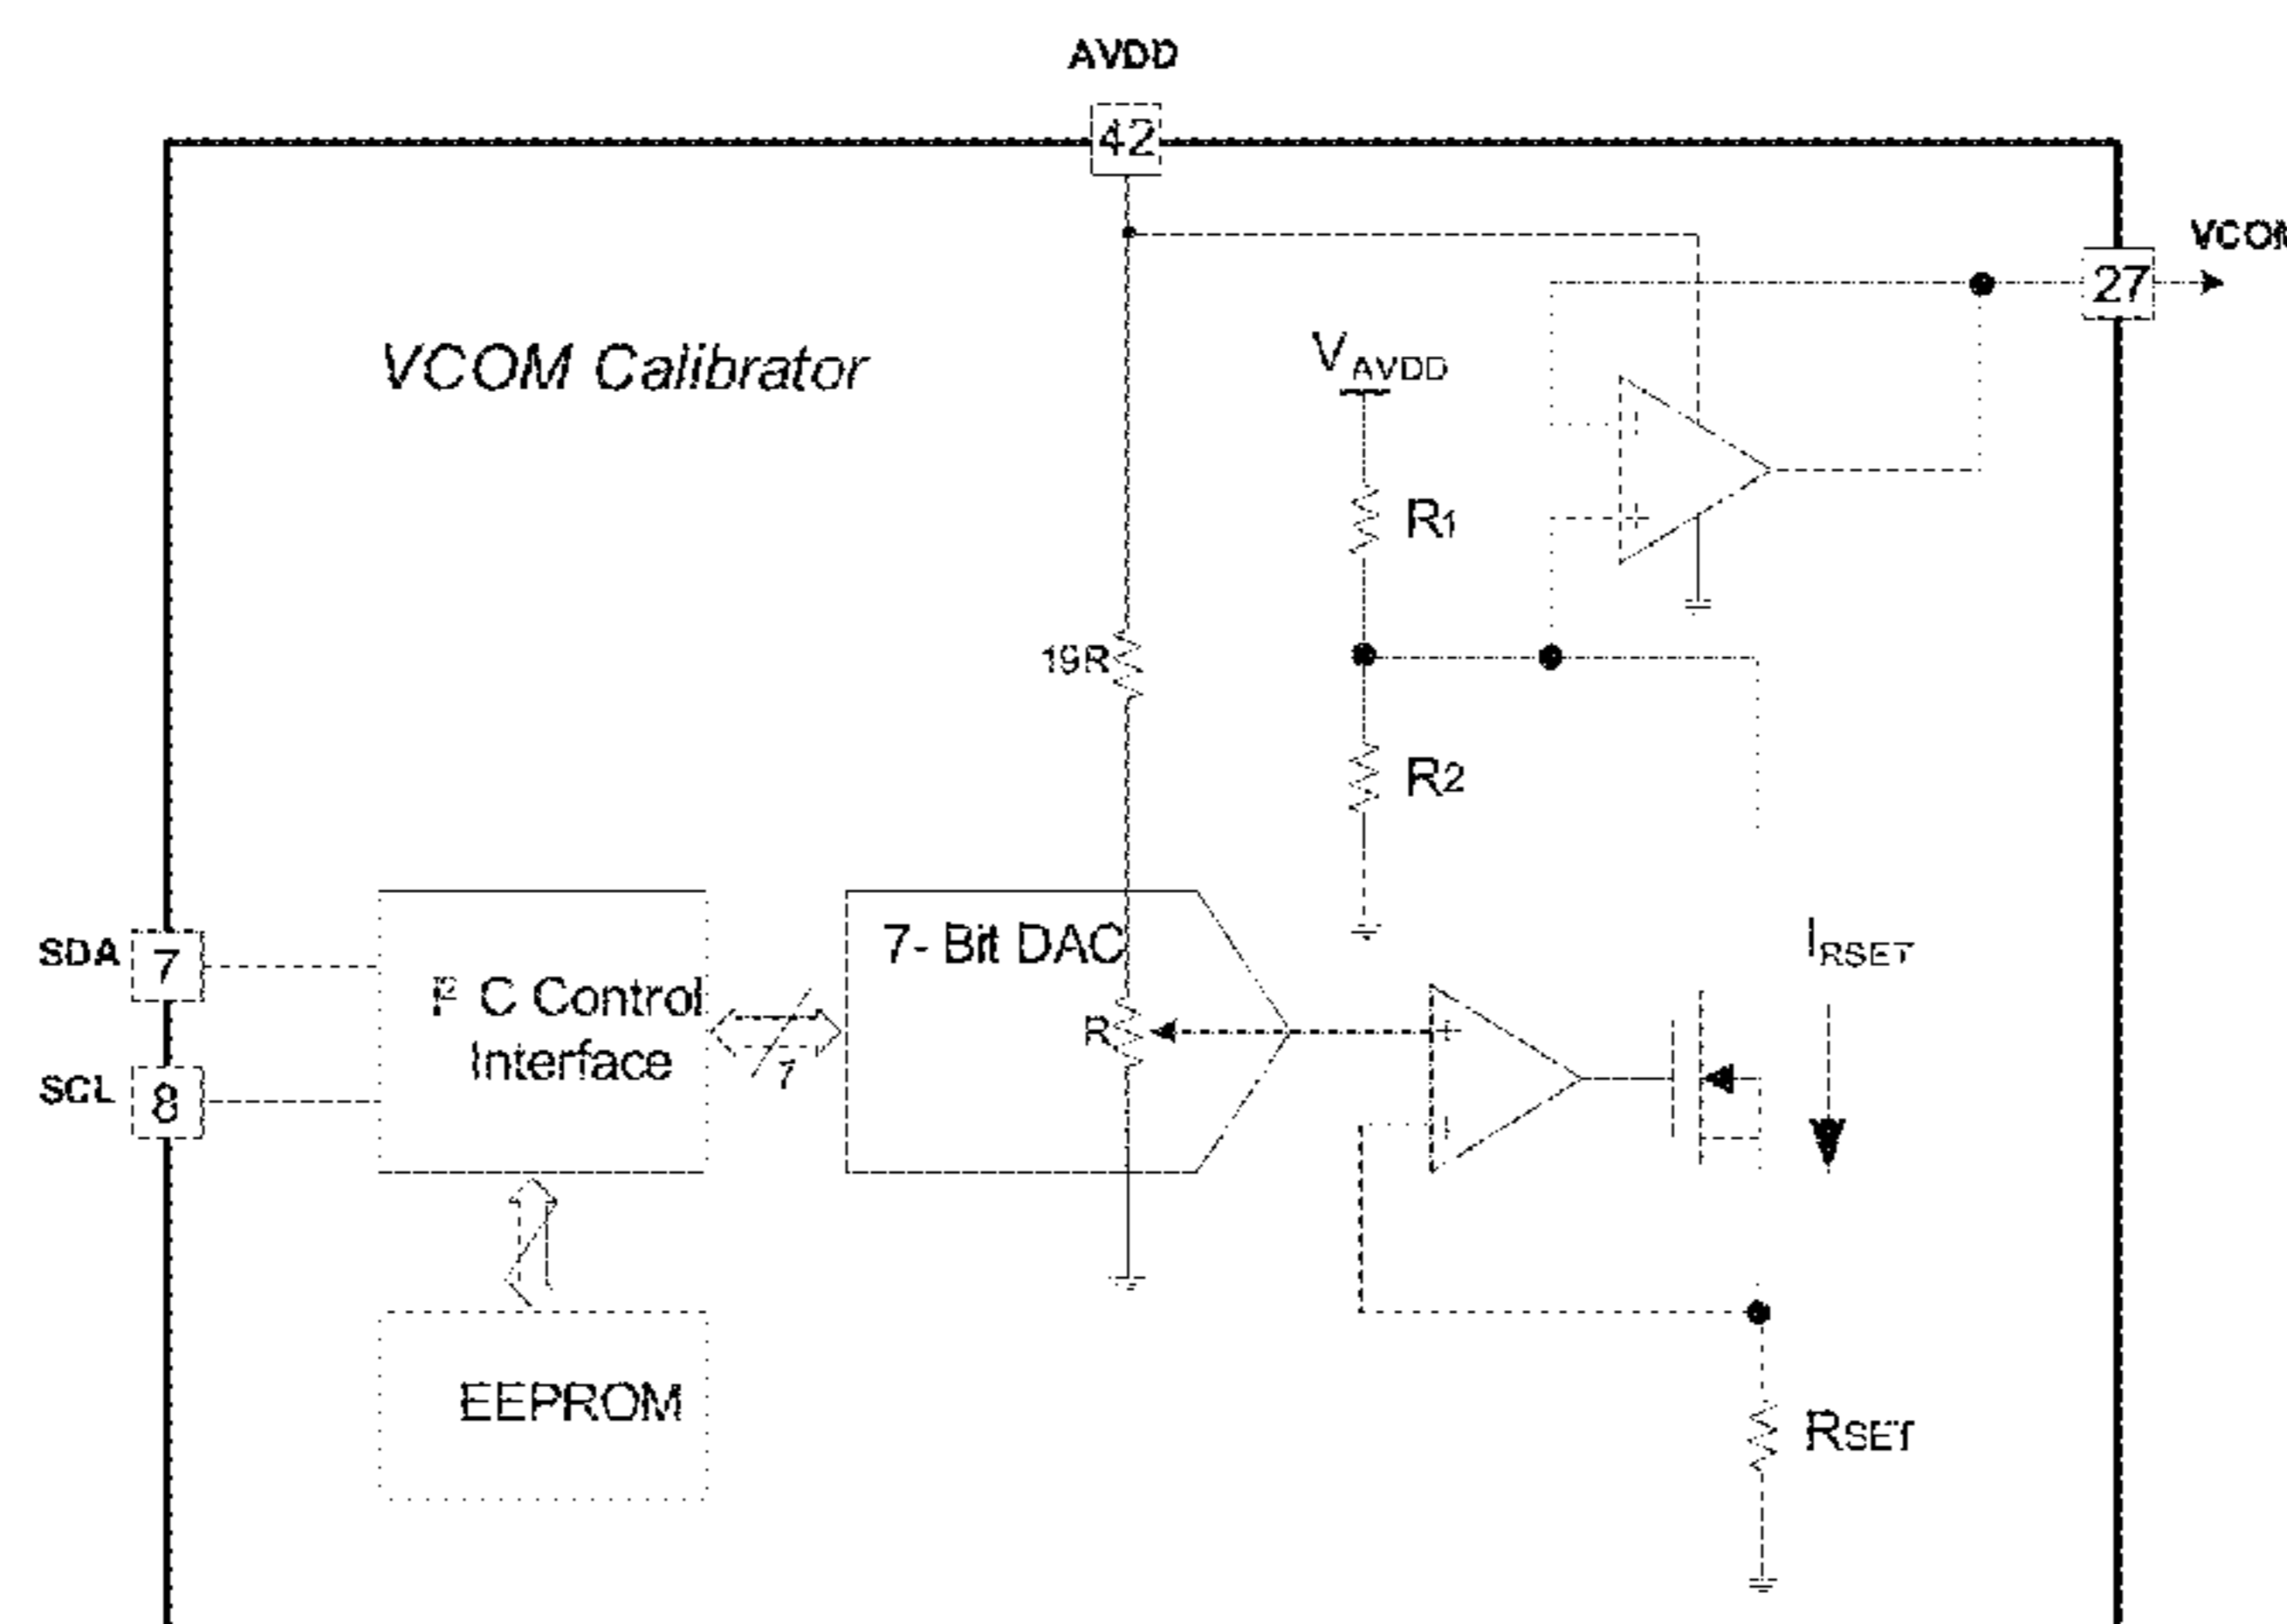 AVDD
42
VCOM
27
VCOM Calibrator
VAVDD
R1
19R
R2
SDA
7
7- Bit DAC
IRSET
I² C Control
Interface
R
7
SCL
8
EEPROM
RSET